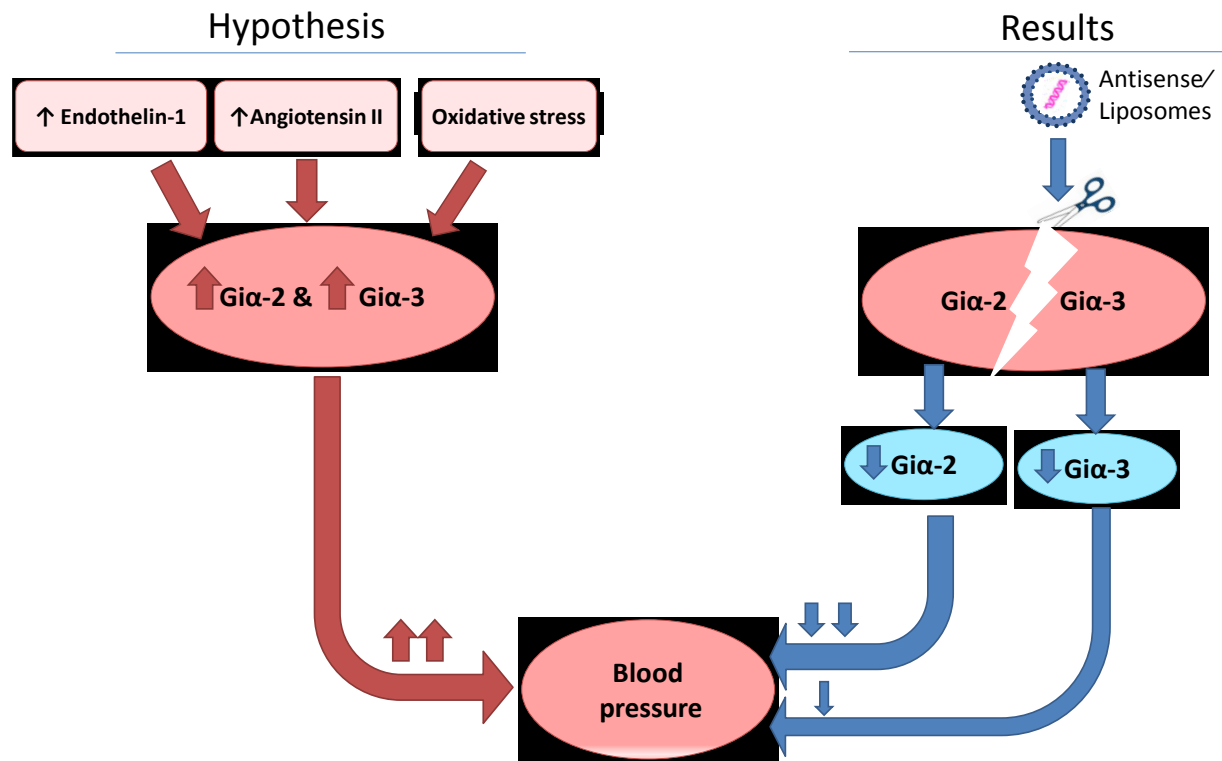 Hypothesis
Results
↑ Endothelin-1
↑Angiotensin II
Oxidative stress
Antisense/
Liposomes
Giα-2 & Giα-3
Giα-2 Giα-3
Giα-2
Giα-3
Blood
pressure